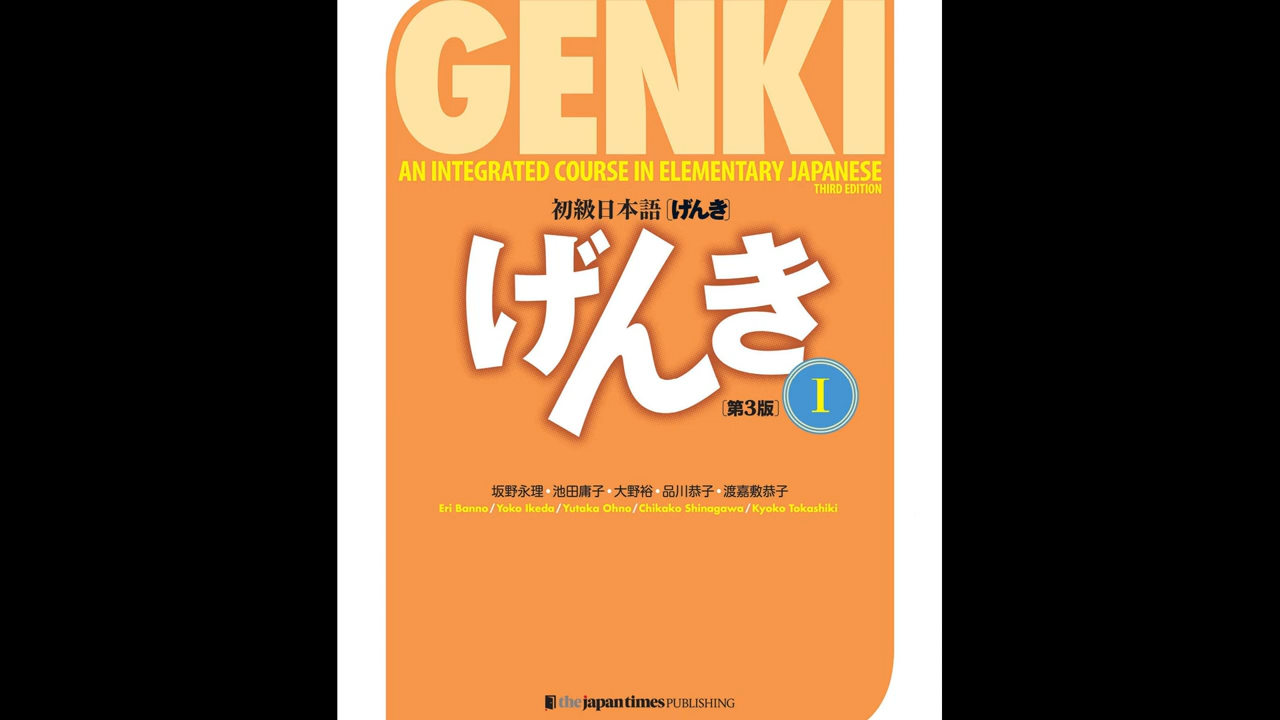 GENKI
AN INTEGRATED COURSE IN ELEMENTARY JAPANESE
THIRD EDITION
初級日本語[げんき]
げんき
[第3版]
I
坂野永理・池田庸子・大野裕・品川恭子・渡嘉敷恭子
Eri Banno/Yoko Ikeda/Yutaka Ohno/Chikako Shinagawa/Kyoko Tokashiki
the japan times PUBLISHING